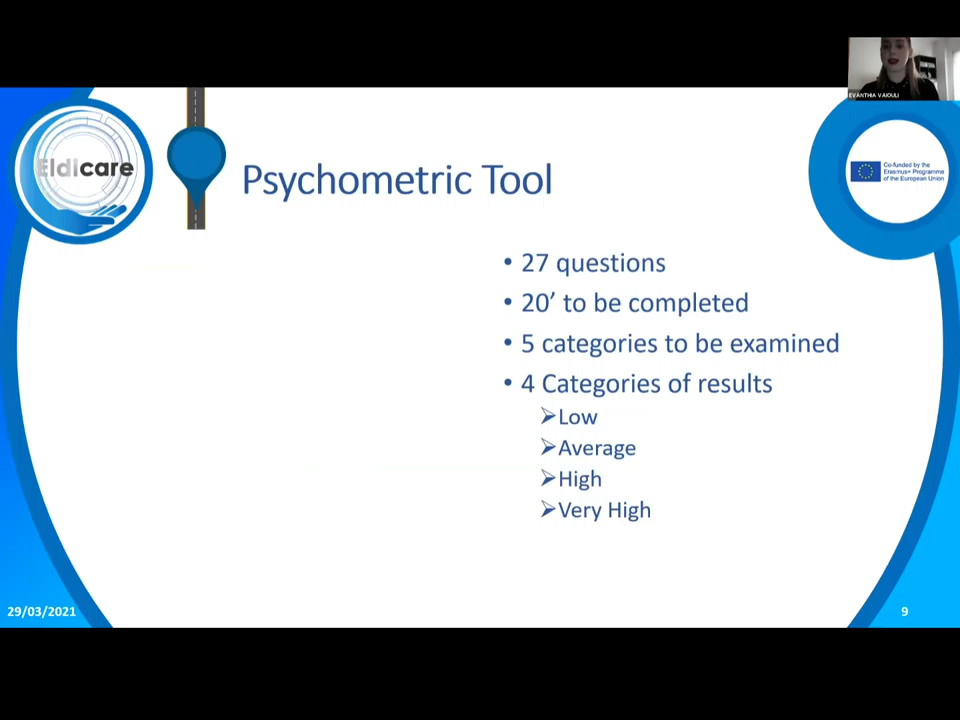 EVANTHIA VAIOULI
Eldicare
Psychometric Tool
Co-funded by the
Erasmus+ Programme
of the European Union
• 27 questions
• 20’ to be completed
• 5 categories to be examined
• 4 Categories of results
➢Low
➢Average
➢High
➢Very High
29/03/2021
9